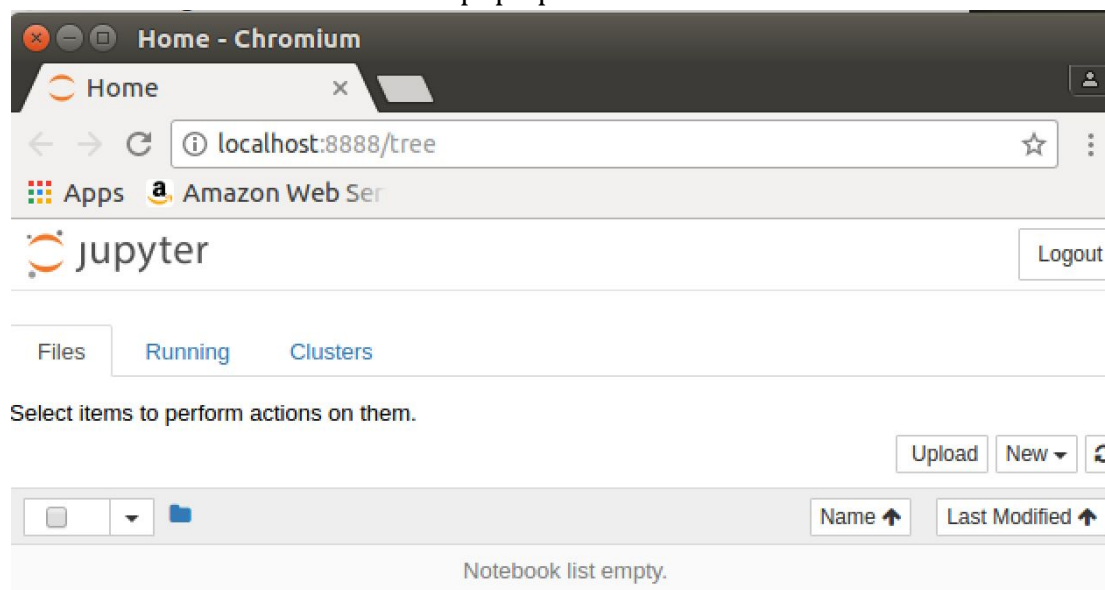 Home - Chromium
Home
localhost:8888/tree
Apps Amazon Web Ser
jupyter
Logout
Files Running Clusters
Select items to perform actions on them.
Upload New
Name Last Modified
Notebook list empty.